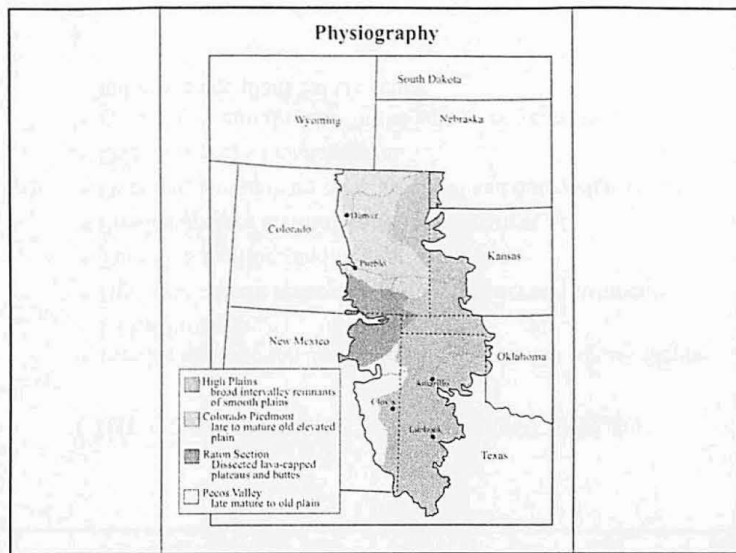 Physiography
South Dakota
Wyoming
Nebraska
Denver
Colorado
Kansas
Pueblo
New Mexico
Oklahoma
High Plains
broad intervalley remnants
of smooth plains
Amarillo
Clovis
Colorado Piedmont
late to mature old elevated
plain
Lubbock
Texas
Raton Section
Dissected lava-capped
plateaus and buttes
Pecos Valley
late mature to old plain